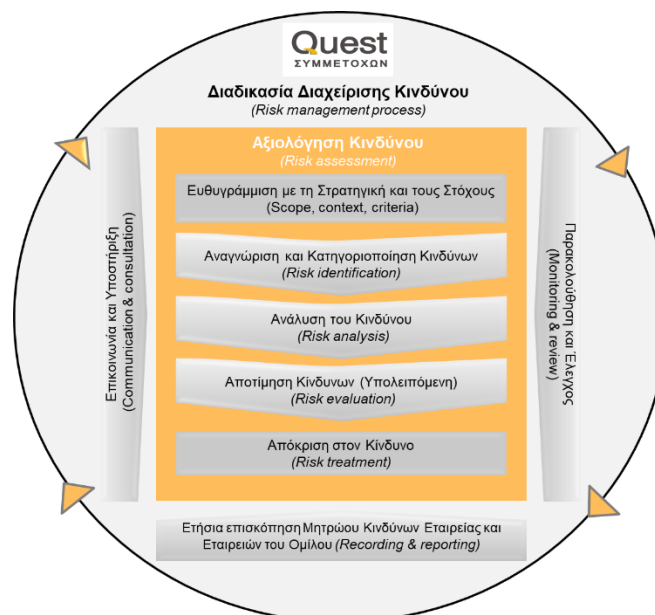 Quest
ΣΥΜΜΕΤΟΧΩΝ
Διαδικασία Διαχείρισης Κινδύνου
(Risk management process)
Αξιολόγηση Κινδύνου
(Risk assessment)
Ευθυγράμμιση με τη Στρατηγική και τους Στόχους
(Scope, context, criteria)
Αναγνώριση και Κατηγοριοποίηση Κινδύνων
(Risk identification)
Ανάλυση του Κινδύνου
(Risk analysis)
Αποτίμηση Κίνδυνων (Υπολειπόμενη)
(Risk evaluation)
Απόκριση στον Κίνδυνο
(Risk treatment)
Επικοινωνία και Υποστήριξη
(Communication & consultation)
Παρακολούθηση και Έλεγχος
(Monitoring & review)
Ετήσια επισκόπηση Μητρώου Κινδύνων Εταιρείας και
Εταιρειών του Ομίλου (Recording & reporting)